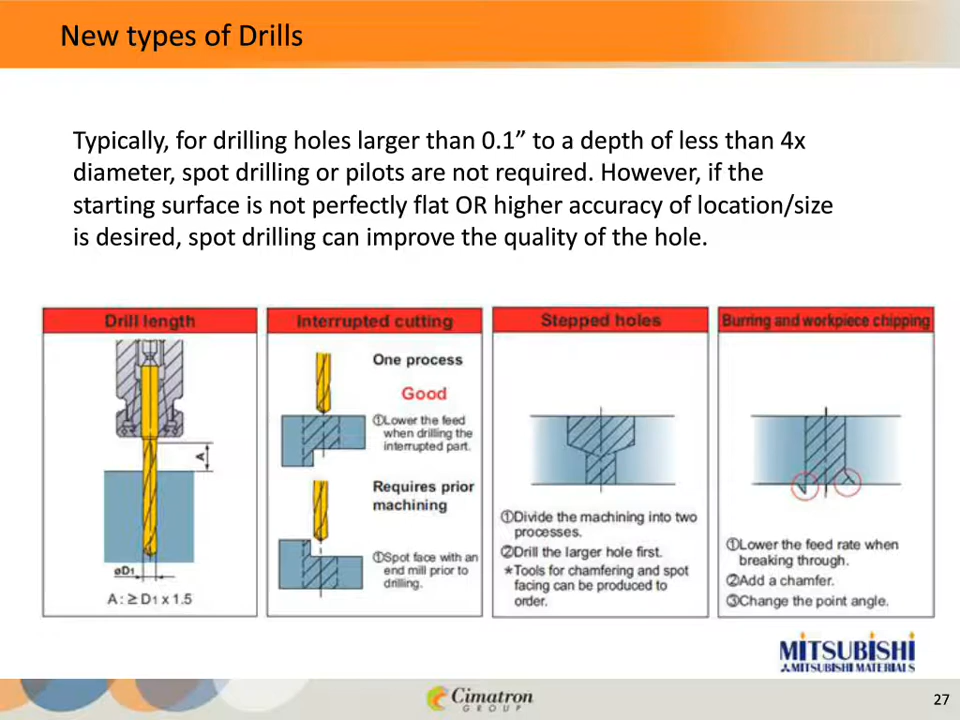 New types of Drills
Typically, for drilling holes larger than 0.1” to a depth of less than 4x
diameter, spot drilling or pilots are not required. However, if the
starting surface is not perfectly flat OR higher accuracy of location/size
is desired, spot drilling can improve the quality of the hole.
Drill length
A
øD1
A : ≥ D1 x 1.5
Interrupted cutting
One process
Good
①Lower the feed
when drilling the
interrupted part.
Requires prior
machining
①Spot face with an
end mill prior to
drilling.
Stepped holes
①Divide the machining into two
processes.
②Drill the larger hole first.
*Tools for chamfering and spot
facing can be produced to
order.
Burring and workpiece chipping
①Lower the feed rate when
breaking through.
②Add a chamfer.
③Change the point angle.
MITSUBISHI
MITSUBISHI MATERIALS
Cimatron
GROUP
27